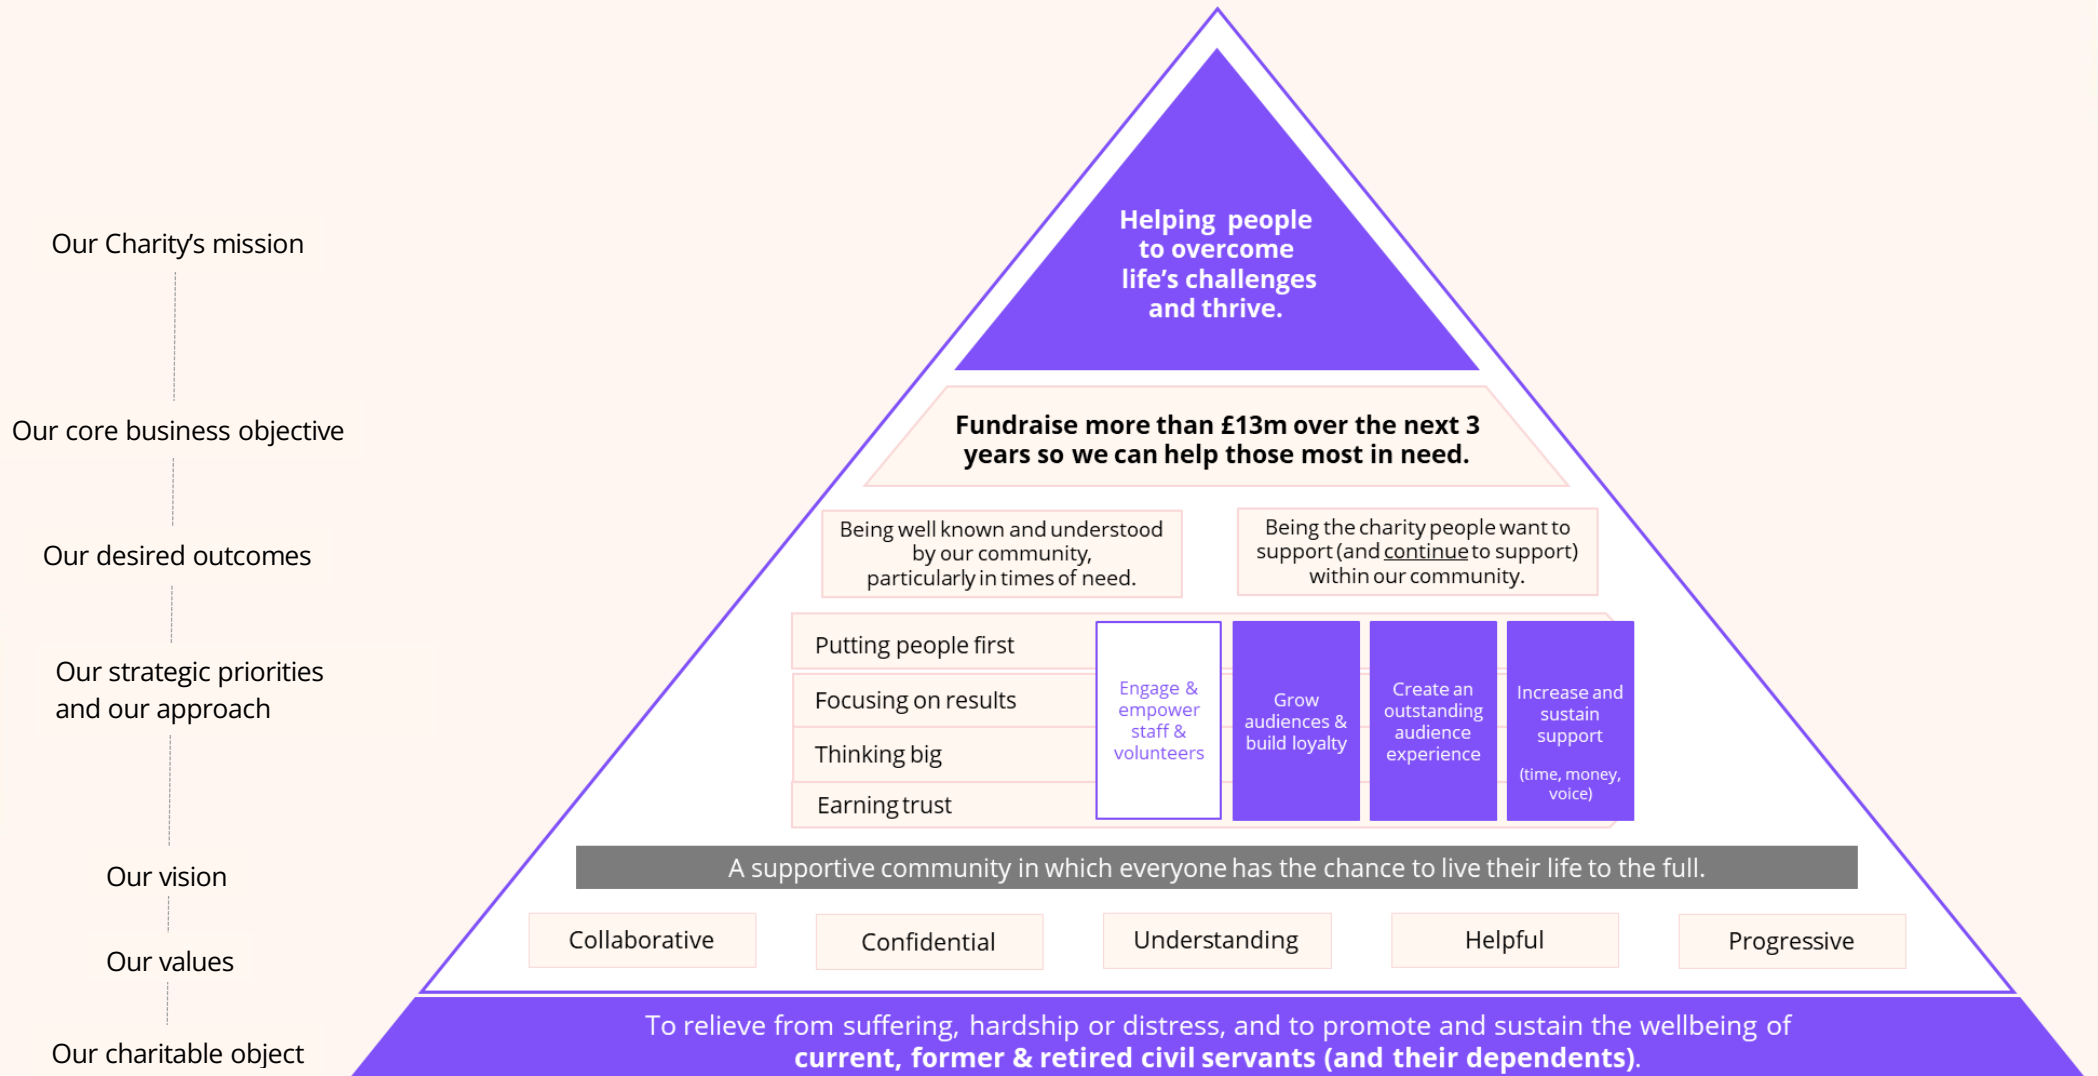 Our Charity’s mission
Helping people
to overcome
life’s challenges
and thrive.
Our core business objective
Fundraise more than £13m over the next 3
years so we can help those most in need.
Our desired outcomes
Being well known and understood
by our community,
particularly in times of need.
Being the charity people want to
support (and continue to support)
within our community.
Our strategic priorities
and our approach
Putting people first
Focusing on results
Thinking big
Earning trust
Engage &
empower
staff &
volunteers
Grow
audiences &
build loyalty
Create an
outstanding
audience
experience
Increase and
sustain
support
(time, money,
voice)
Our vision
A supportive community in which everyone has the chance to live their life to the full.
Our values
Collaborative
Confidential
Understanding
Helpful
Progressive
Our charitable object
To relieve from suffering, hardship or distress, and to promote and sustain the wellbeing of
current, former & retired civil servants (and their dependents).